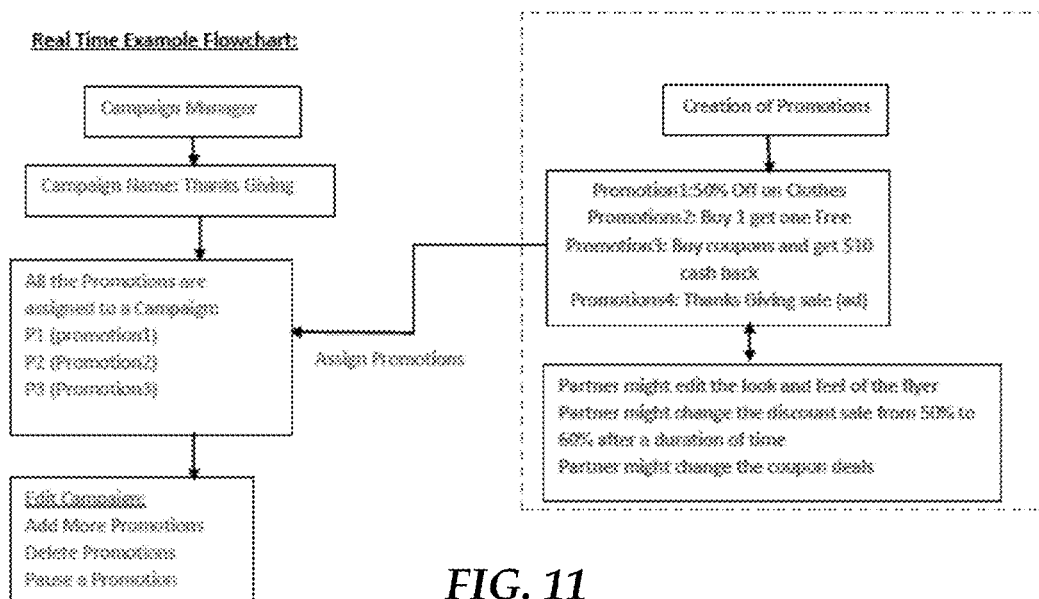 Real Time Example Flowchart:
Campaign Manager
Campaign Name: Thanks Giving
All the Promotions are
assigned to a Campaign:
P1 (promotion1)
P2 (Promotion2)
P3 (Promotion3)
Edit Campaign:
Add More Promotions
Delete Promotions
Pause a Promotion
Assign Promotions
Creation of Promotions
Promotion1:50% Off on Clothes
Promotions2: Buy 1 get one Free
Promotion3: Buy coupons and get $10
cash back
Promotions4: Thanks Giving sale (ad)
Partner might edit the look and feel of the flyer
Partner might change the discount sale from 50% to
60% after a duration of time
Partner might change the coupon deals
FIG. 11